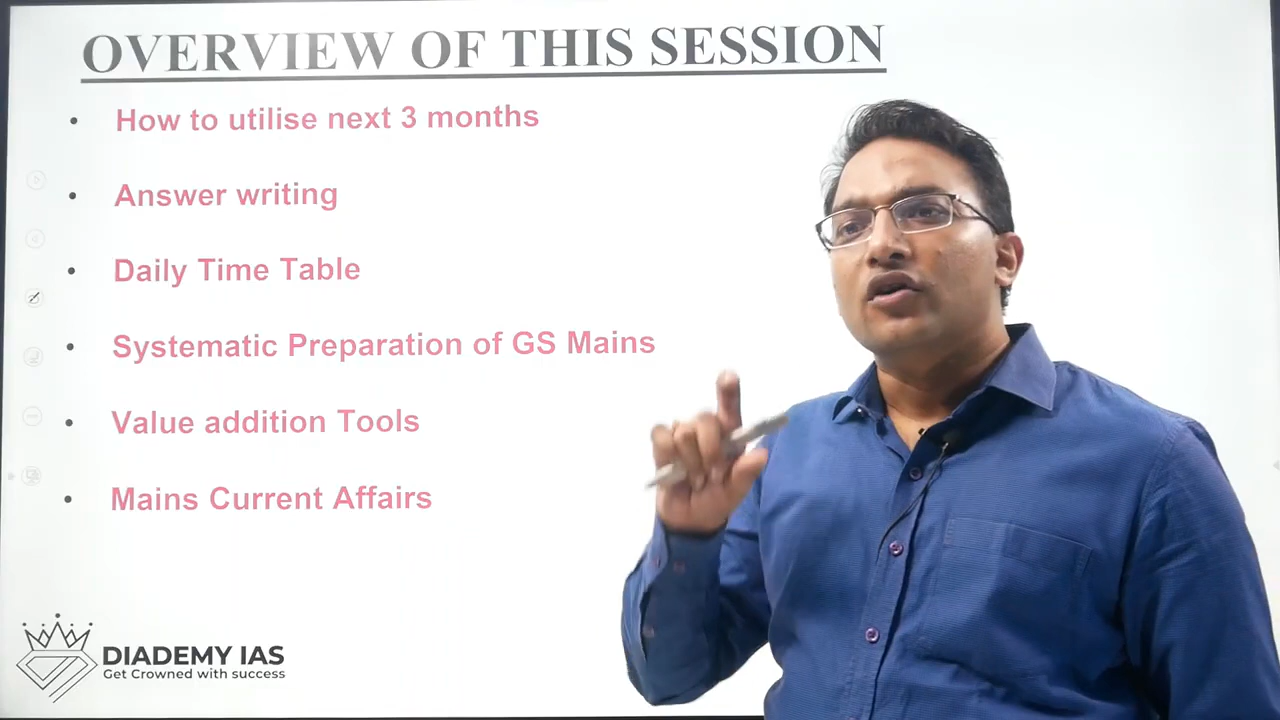 OVERVIEW OF THIS SESSION
• How to utilise next 3 months
• Answer writing
• Daily Time Table
• Systematic Preparation of GS Mains
• Value addition Tools
• Mains Current Affairs
DIADEMY IAS
Get Crowned with success